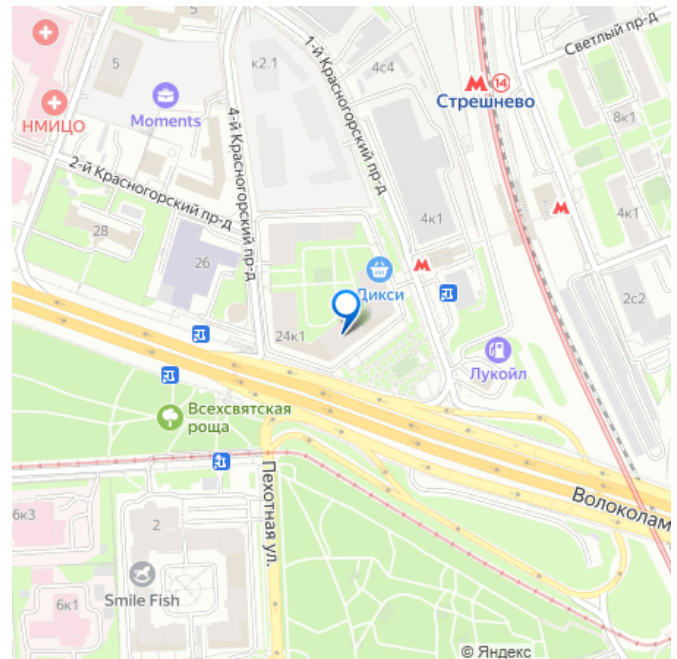 5
5
к2.1
1-й Красногорский пр-д
4с4
М 14
Стрешнево
Светлый пр-д
8к1
НМИЦО
Moments
4-й Красногорский пр-д
2-й Красногорский пр-д
28
26
4к1
М
4к1
М
Дикси
2с2
24к1
Лукойл
Всехсвятская
роща
Пехотная ул.
Волоколам
6к3
2
Smile Fish
6к1
© Яндекс